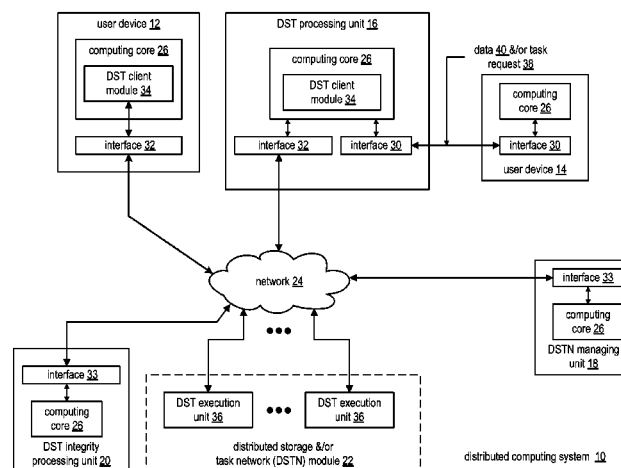 user device 12
computing core 26
DST client
module 34
interface 32
DST processing unit 16
computing core 26
DST client
module 34
interface 32
interface 30
data 40 &/or task
request 38
computing
core 26
interface 30
user device 14
network 24
interface 33
computing
core 26
DSTN managing
unit 18
interface 33
computing
core 26
DST integrity
processing unit 20
DST execution
unit 36
DST execution
unit 36
distributed storage &/or
task network (DSTN) module 22
distributed computing system 10